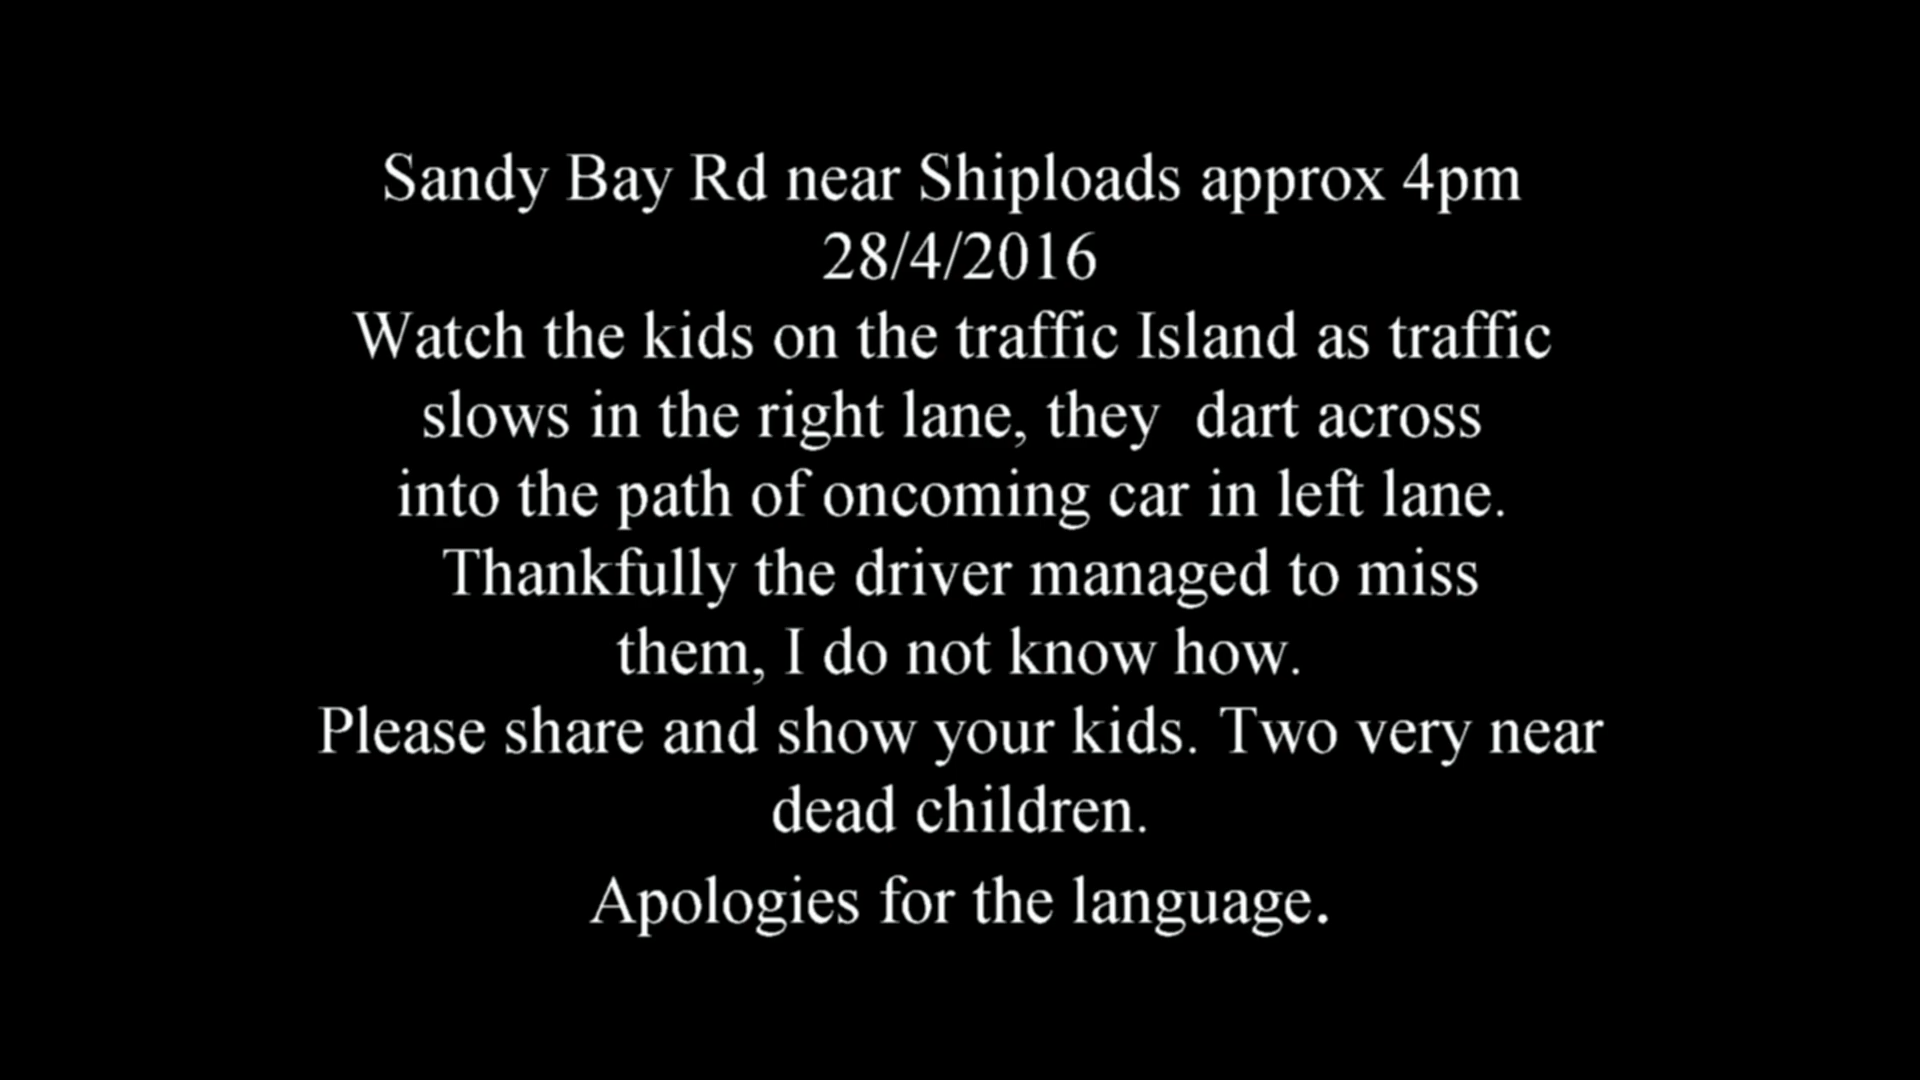 Sandy Bay Rd near Shiploads approx 4pm
28/4/2016
Watch the kids on the traffic Island as traffic
slows in the right lane, they  dart across
into the path of oncoming car in left lane.
Thankfully the driver managed to miss
them, I do not know how.
Please share and show your kids. Two very near
dead children.
Apologies for the language.